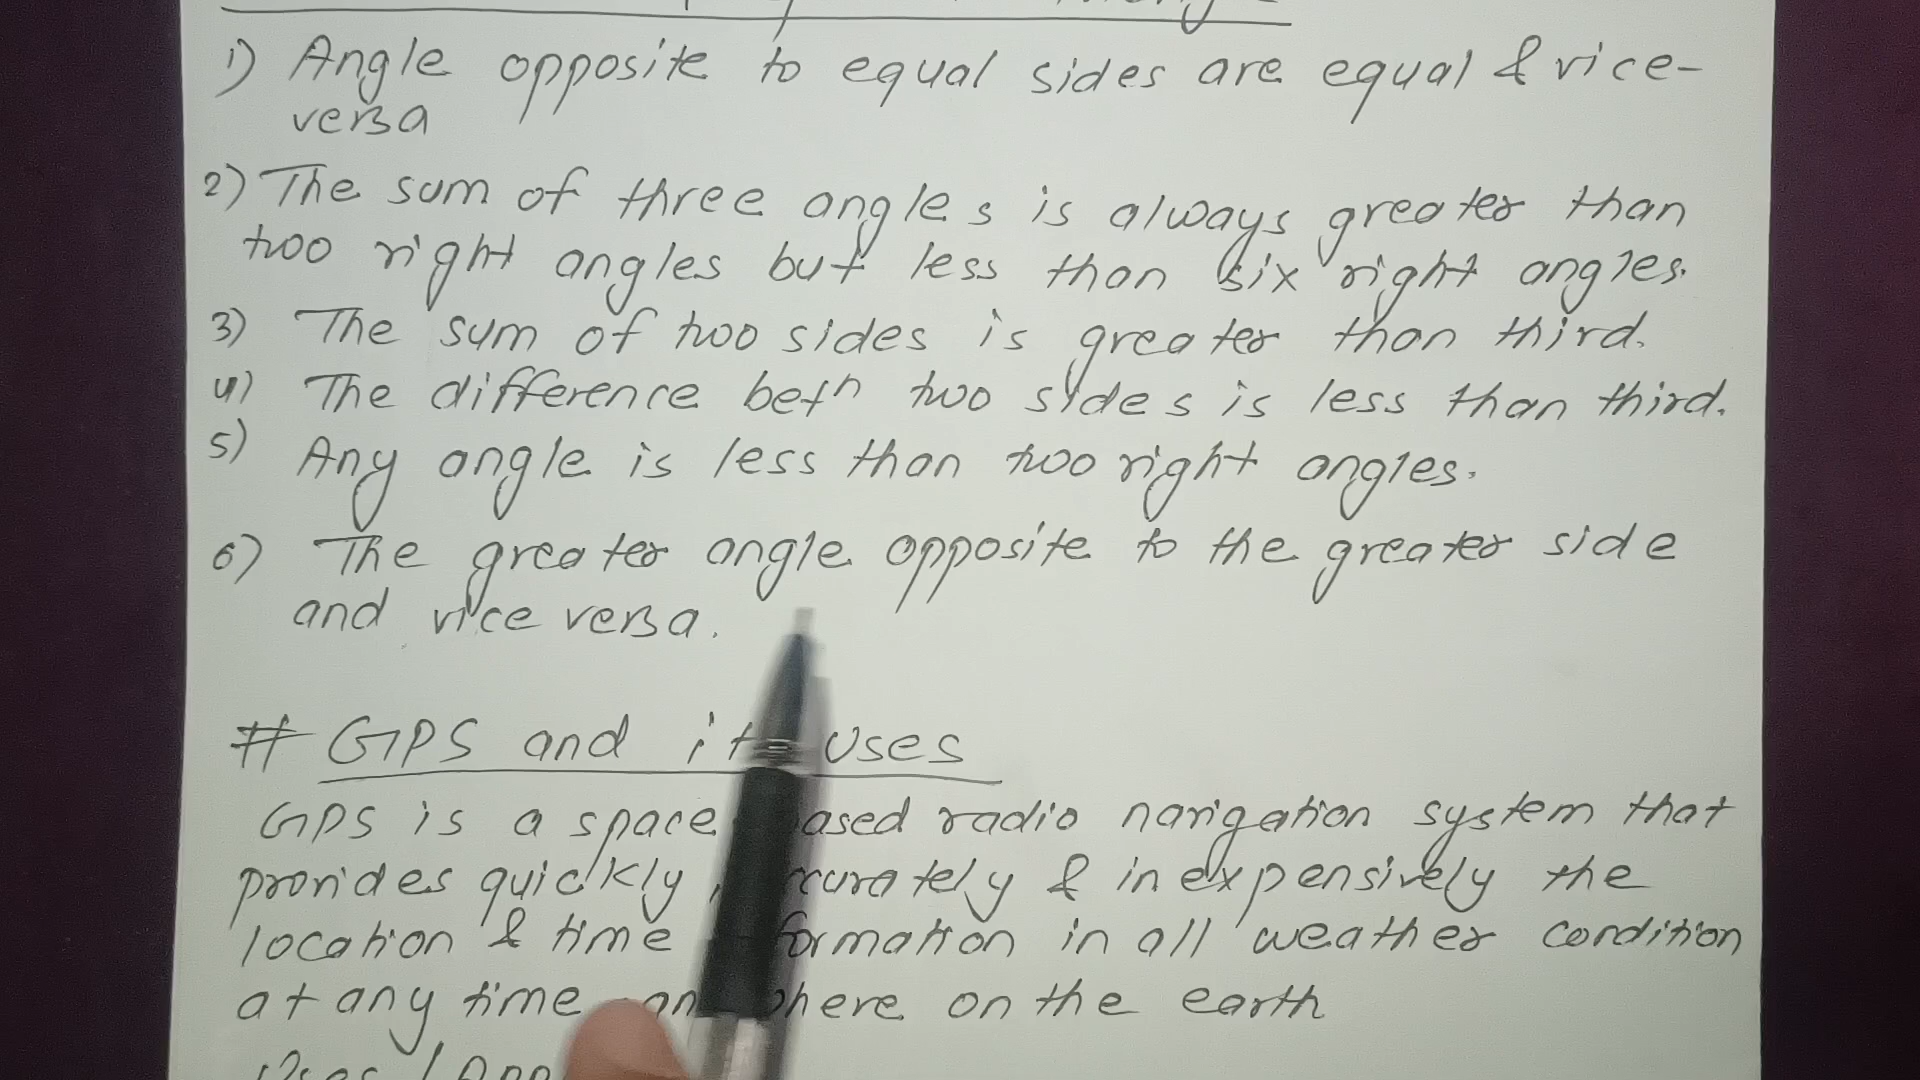 1) Angle opposite to equal sides are equal & vice-
versa
2) The sum of three angles is always greater than
two right angles but less than six right angles.
3) The sum of two sides is greater than third.
4) The difference betn two sides is less than third.
5) Any angle is less than two right angles.
6) The greater angle opposite to the greater side
and vice versa.
# GPS and its uses
GPS is a space based radio navigation system that
provides quickly, accurately & inexpensively the
location & time information in all weather condition
at any time anywhere on the earth